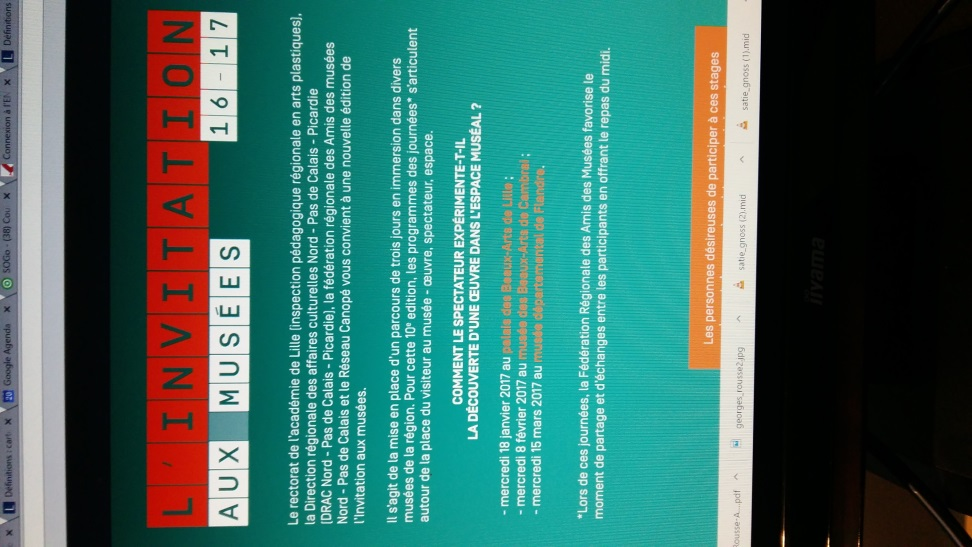 L'INVITATION
AUX MUSÉES 16-17
Le rectorat de l'académie de Lille (inspection pédagogique régionale en arts plastiques),
la Direction régionale des affaires culturelles Nord - Pas de Calais - Picardie
(DRAC Nord - Pas de Calais - Picardie), la fédération régionale des Amis des musées
Nord - Pas de Calais et le Réseau Canopé vous convient à une nouvelle édition de
l'Invitation aux musées.
Il s'agit de la mise en place d'un parcours de trois jours en immersion dans divers
musées de la région. Pour cette 10e édition, les programmes des journées* s'articulent
autour de la place du visiteur au musée - œuvre, spectateur, espace.
COMMENT LE SPECTATEUR EXPÉRIMENTE-T-IL
LA DÉCOUVERTE D'UNE ŒUVRE DANS L'ESPACE MUSÉAL ?
- mercredi 18 janvier 2017 au palais des Beaux-Arts de Lille ;
- mercredi 8 février 2017 au musée des Beaux-Arts de Cambrai ;
- mercredi 15 mars 2017 au musée départemental de Flandre.
*Lors de ces journées, la Fédération Régionale des Amis des Musées favorise le
moment de partage et d'échanges entre les participants en offrant le repas du midi.
Les personnes désireuses de participer à ces stages
Définitions : cart
20 Google Agenda
SOGo - (38) Cou
Connexion à l'EN
L Définitions
Rousse-A....pdf
georges_rousse2.jpg
satie_gnoss (2).mid
satie_gnoss (1).mid
iiyama